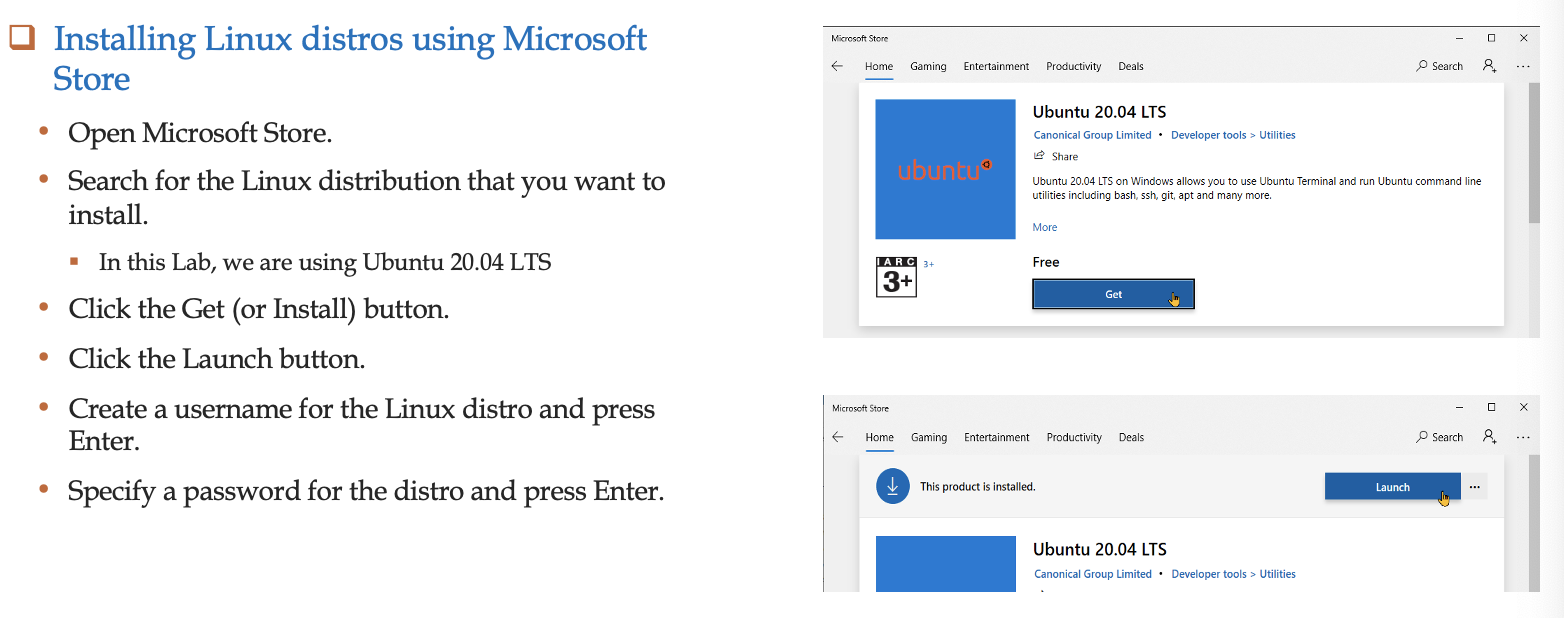 Installing Linux distros using Microsoft
Store
Open Microsoft Store.
Search for the Linux distribution that you want to
install.
In this Lab, we are using Ubuntu 20.04 LTS
Click the Get (or Install) button.
Click the Launch button.
Create a username for the Linux distro and press
Enter.
Specify a password for the distro and press Enter.
Microsoft Store
Home Gaming Entertainment Productivity Deals Search
ubuntu
Ubuntu 20.04 LTS
Canonical Group Limited • Developer tools > Utilities
Share
Ubuntu 20.04 LTS on Windows allows you to use Ubuntu Terminal and run Ubuntu command line
utilities including bash, ssh, git, apt and many more.
More
IARC
3+
3+
Free
Get
Microsoft Store
Home Gaming Entertainment Productivity Deals Search
This product is installed.
Launch
Ubuntu 20.04 LTS
Canonical Group Limited • Developer tools > Utilities